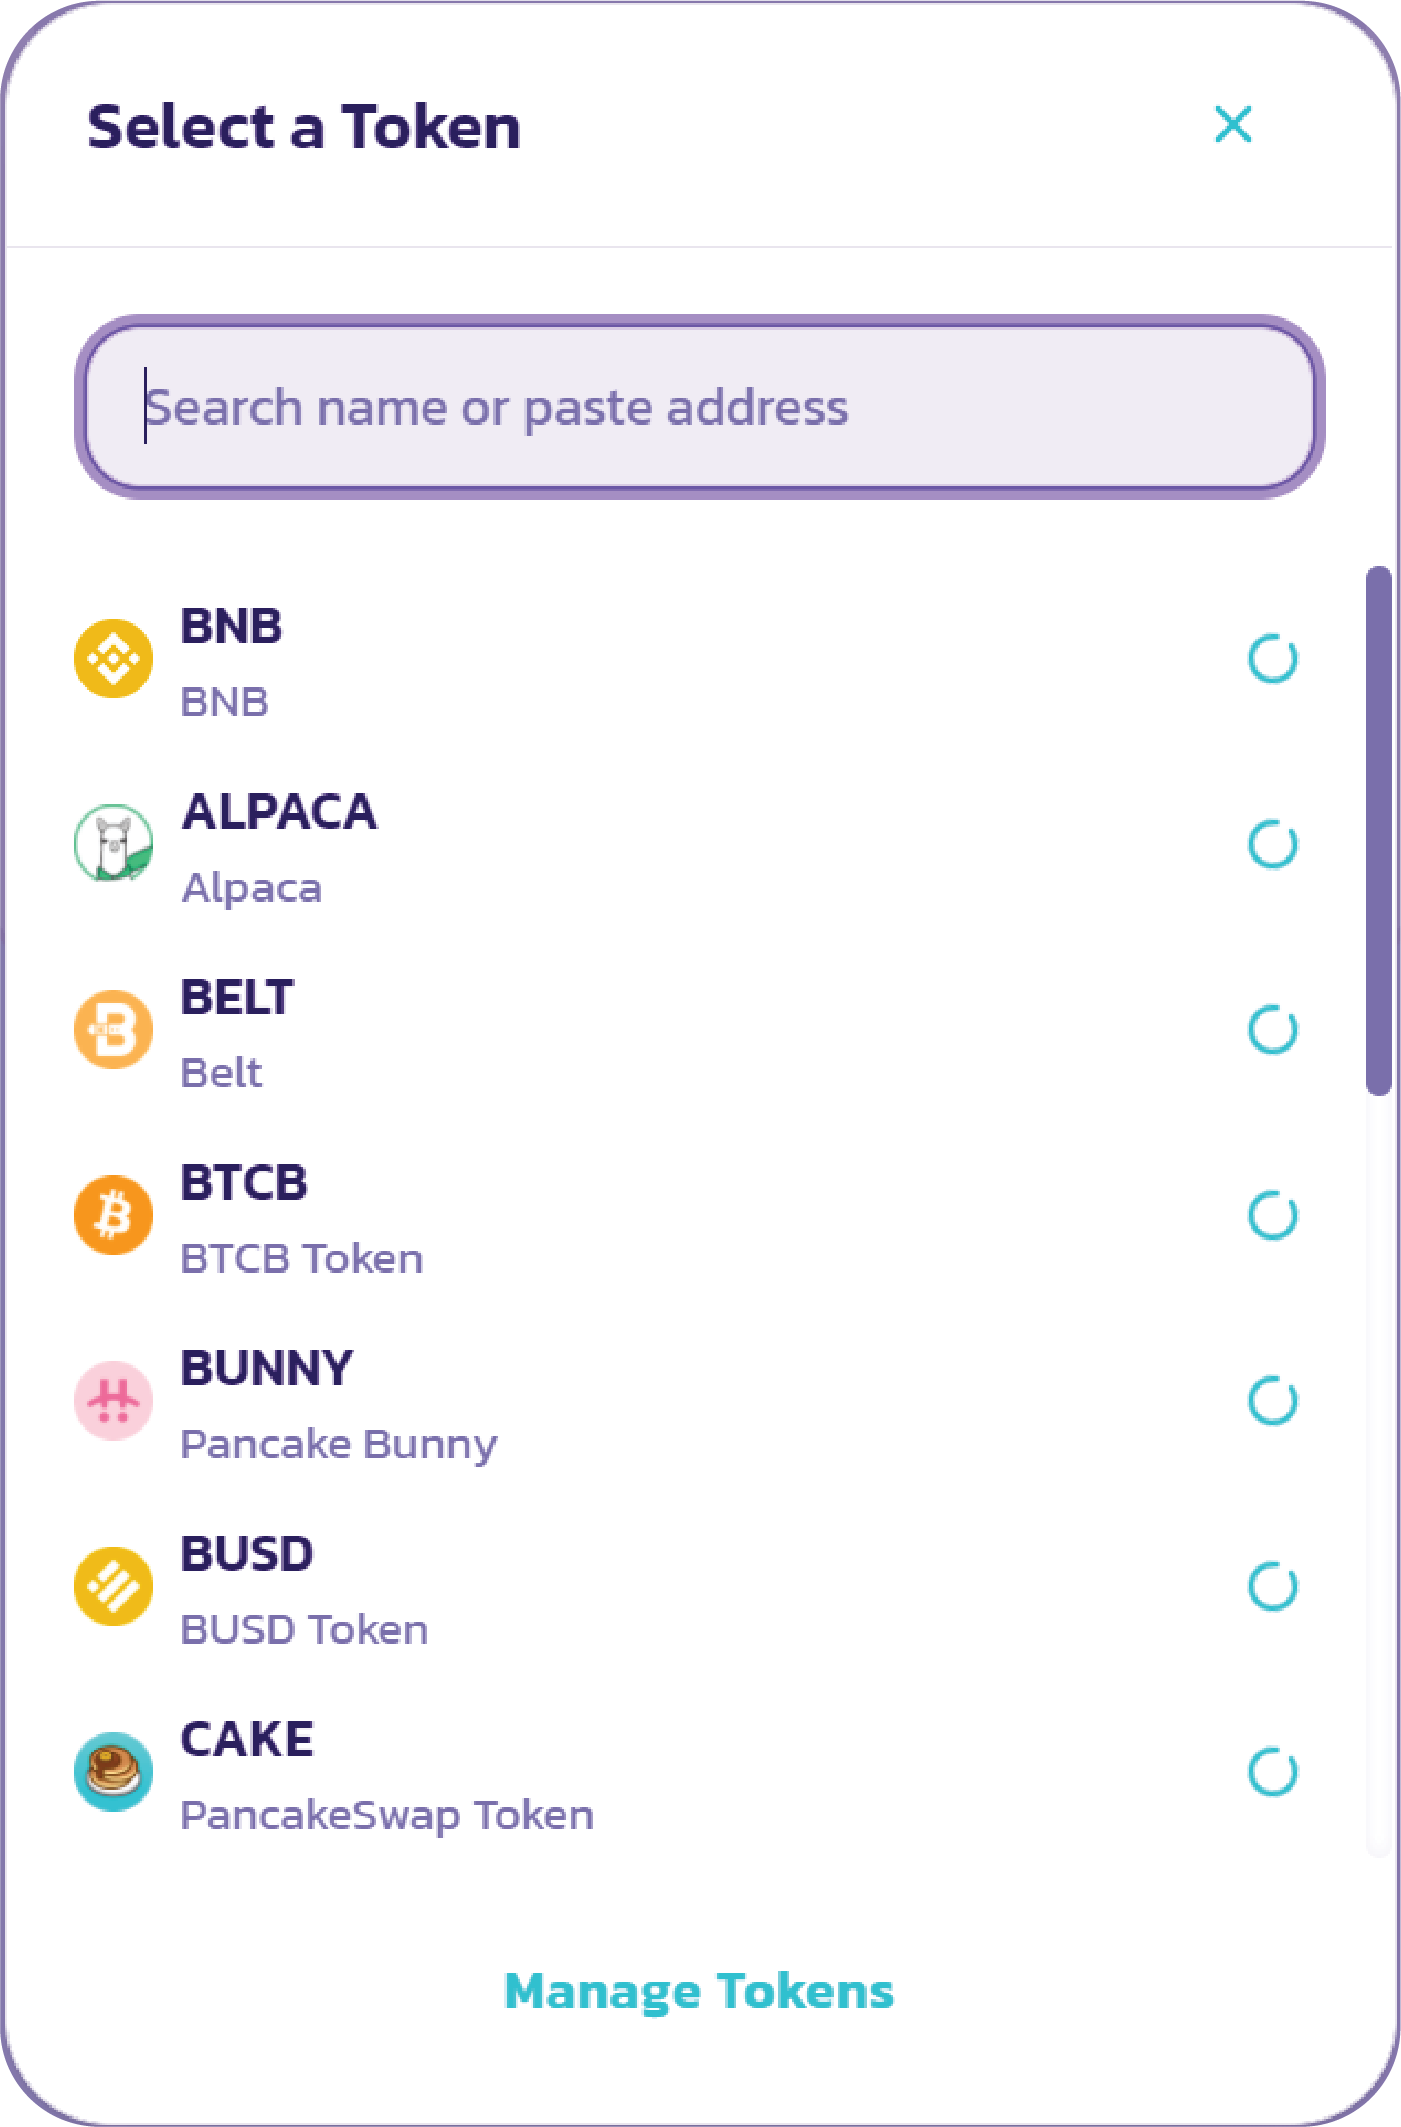 Select a Token
Search name or paste address
BNB
BNB
ALPACA
Alpaca
BELT
Belt
BTCB
BTCB Token
BUNNY
Pancake Bunny
BUSD
BUSD Token
CAKE
PancakeSwap Token
Manage Tokens